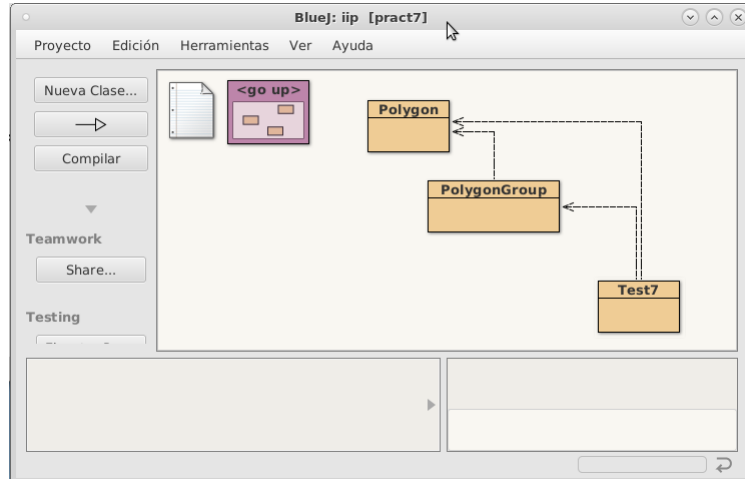 BlueJ: iip [pract7]
Proyecto Edición Herramientas Ver Ayuda
Nueva Clase...
Compilar
Teamwork
Share...
Testing
<go up>
Polygon
PolygonGroup
Test7